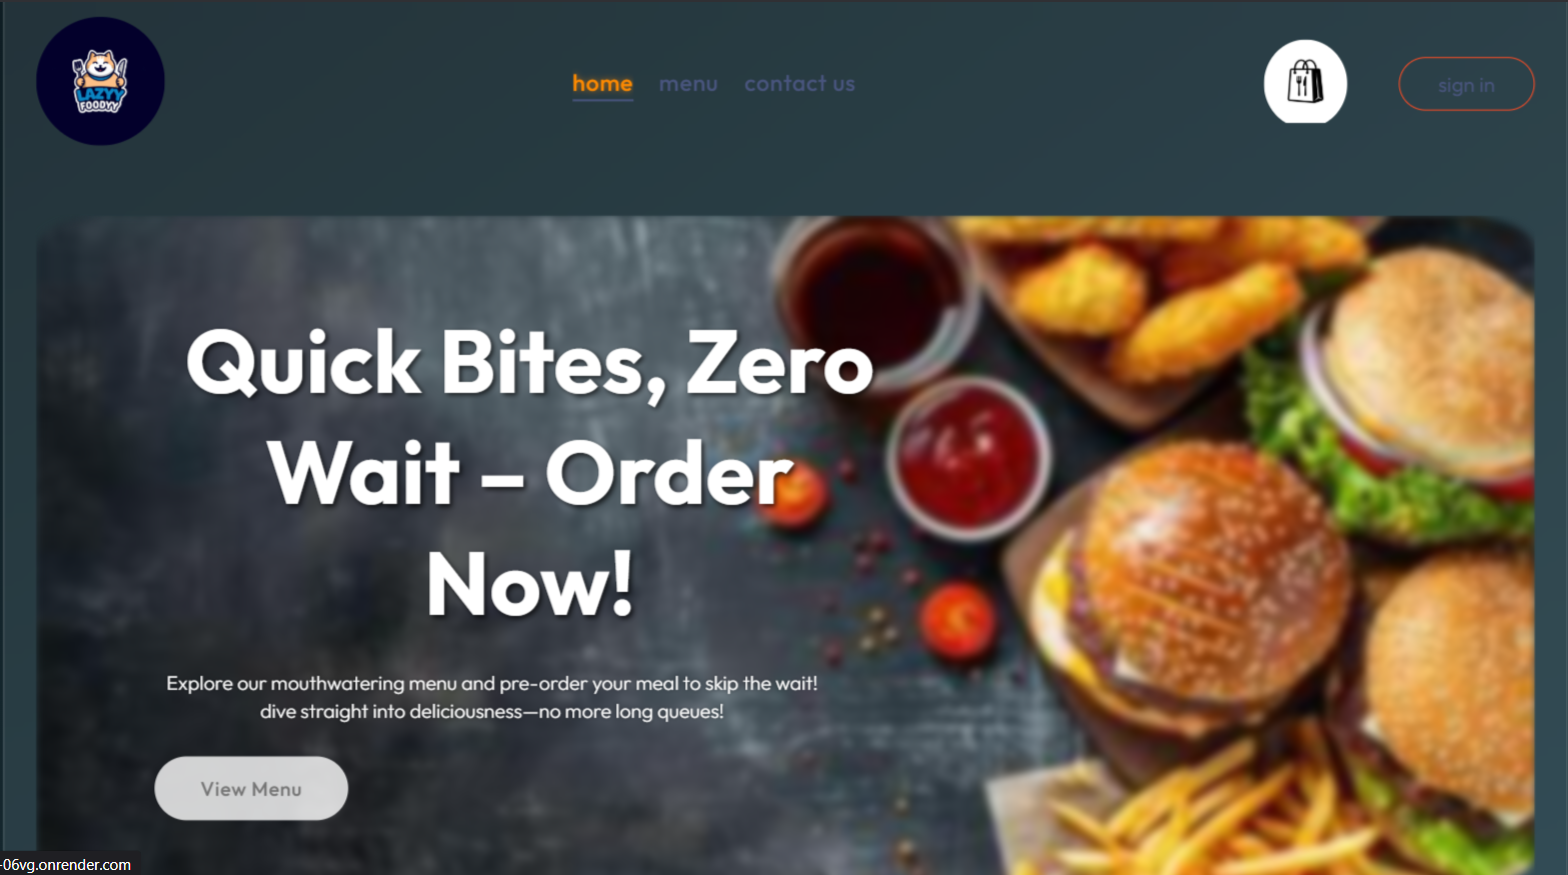 LAZYY
FOODYY
home menu contact us
sign in
Quick Bites, Zero
Wait – Order
Now!
Explore our mouthwatering menu and pre-order your meal to skip the wait!
dive straight into deliciousness—no more long queues!
View Menu
-06vg.onrender.com